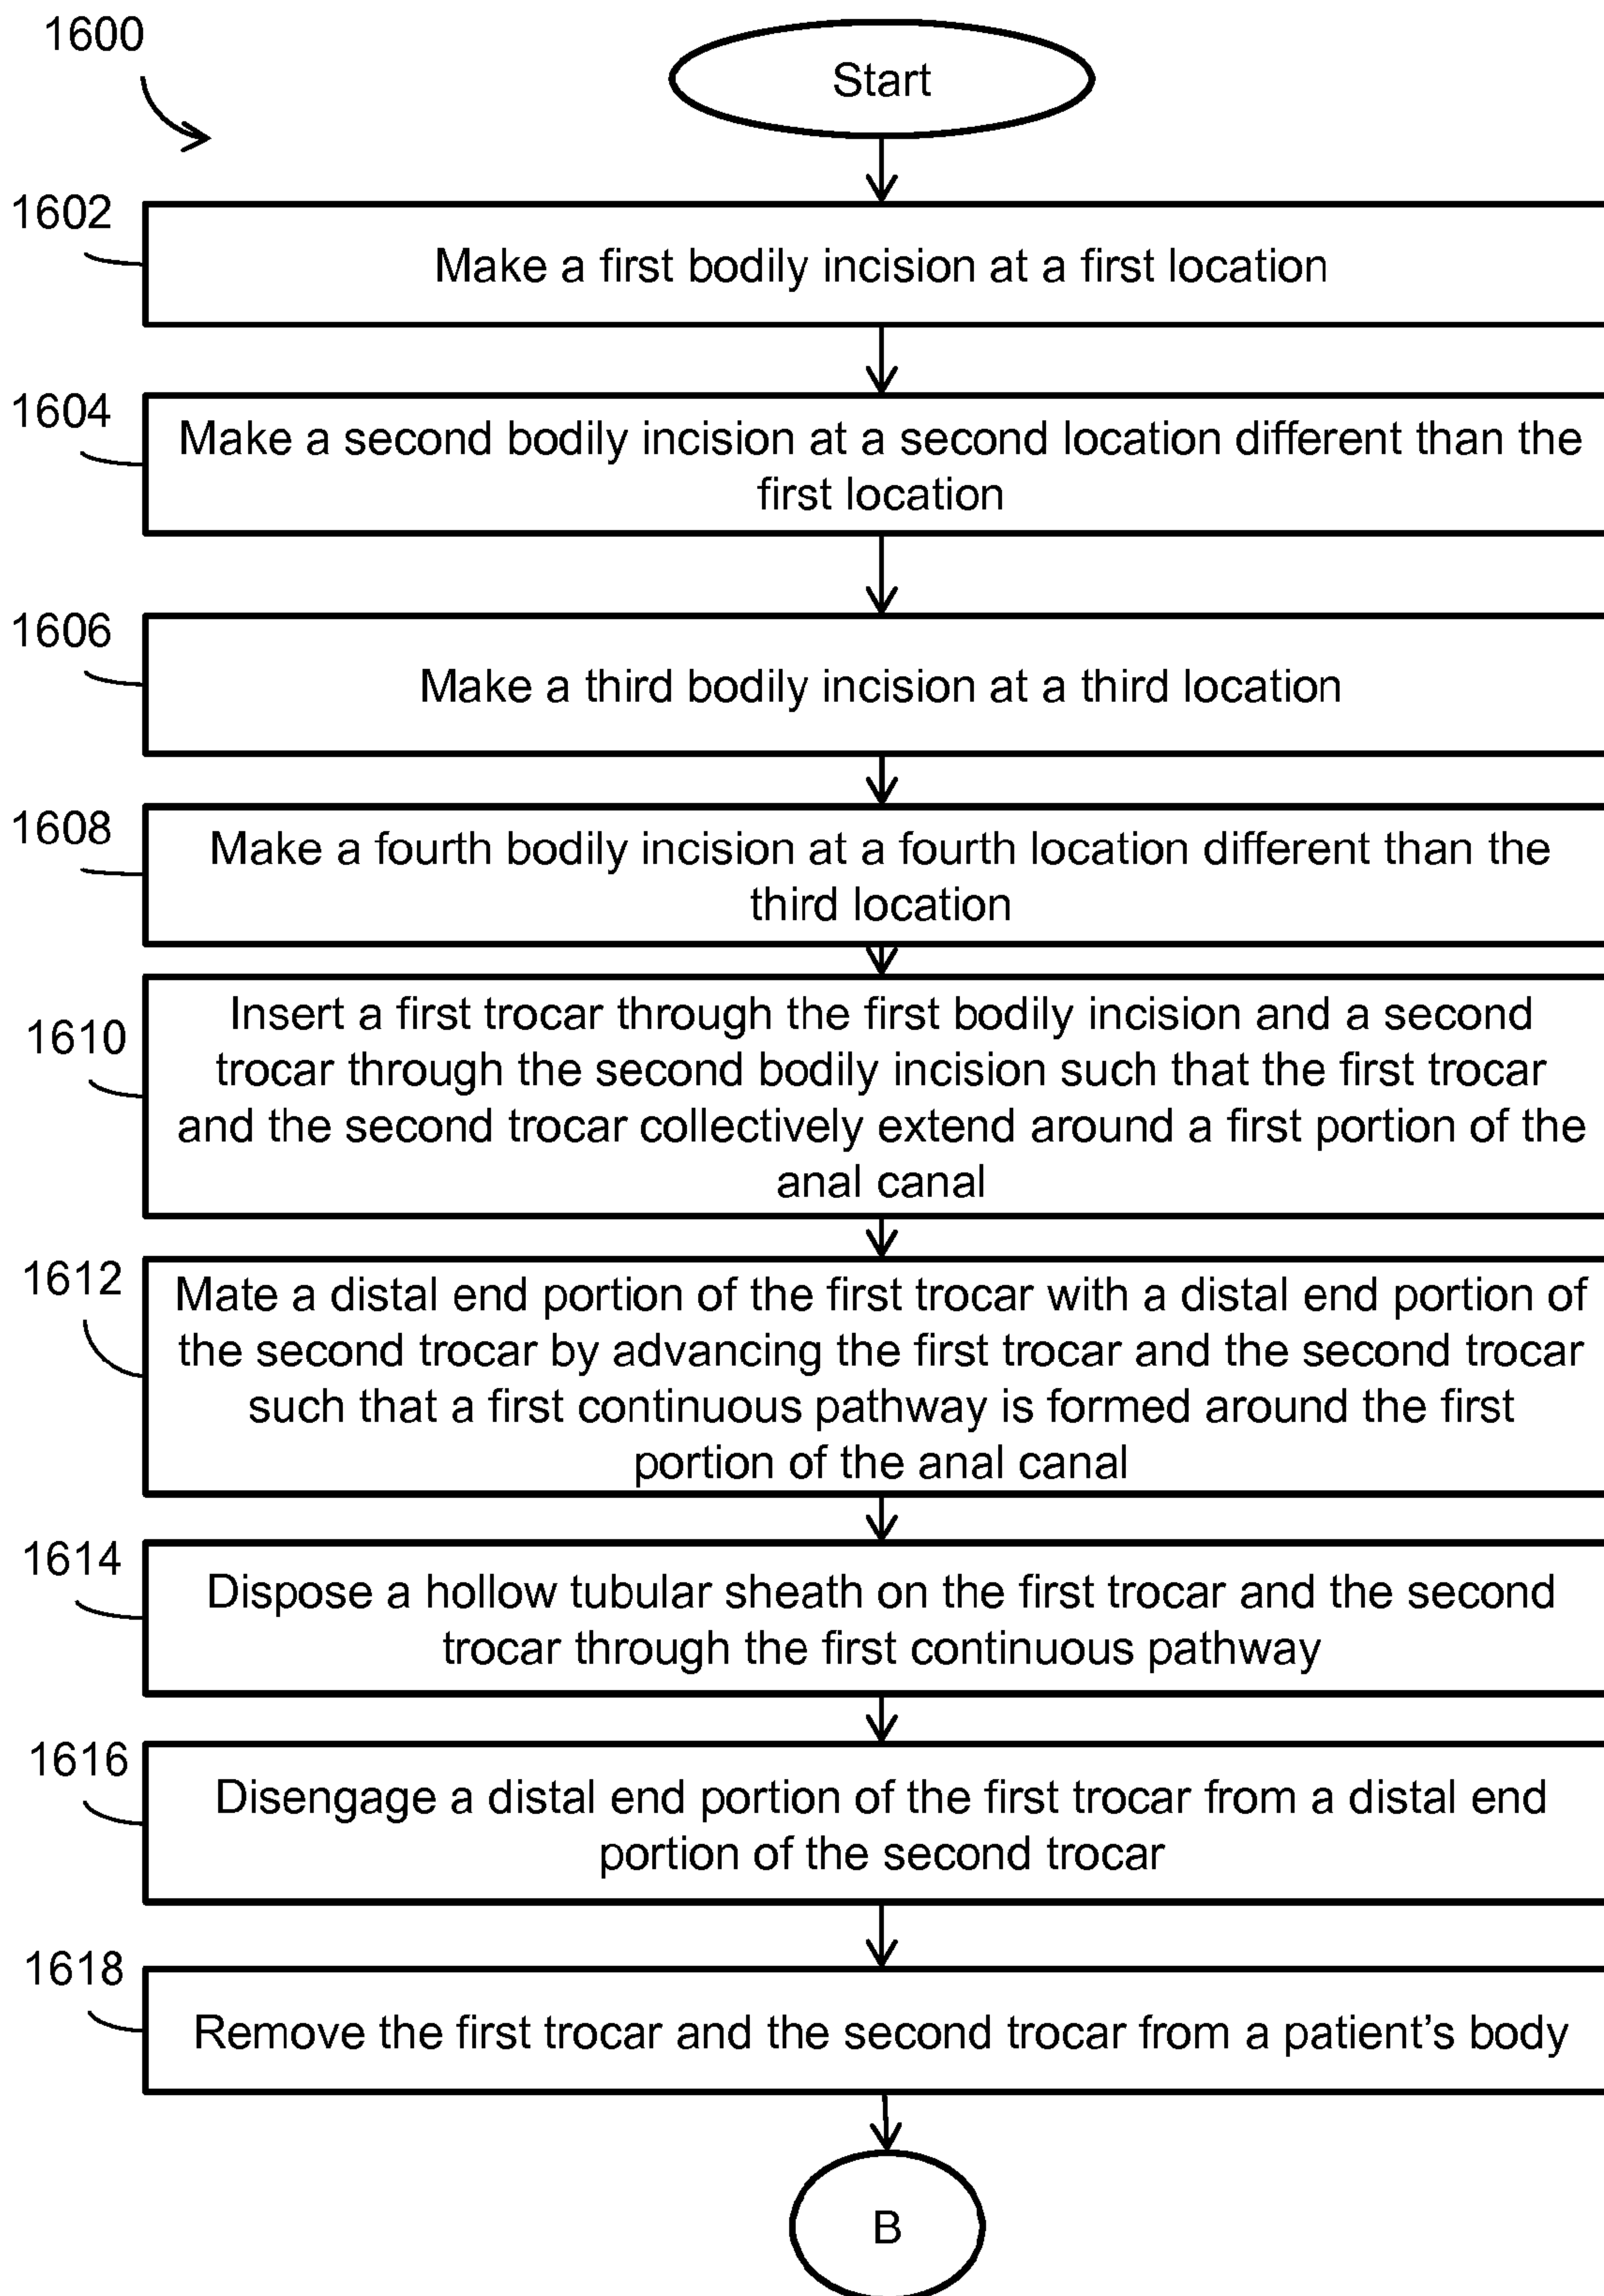 1600
Start
1602
Make a first bodily incision at a first location
1604
Make a second bodily incision at a second location different than the
first location
1606
Make a third bodily incision at a third location
1608
Make a fourth bodily incision at a fourth location different than the
third location
1610
Insert a first trocar through the first bodily incision and a second
trocar through the second bodily incision such that the first trocar
and the second trocar collectively extend around a first portion of the
anal canal
1612
Mate a distal end portion of the first trocar with a distal end portion of
the second trocar by advancing the first trocar and the second trocar
such that a first continuous pathway is formed around the first
portion of the anal canal
1614
Dispose a hollow tubular sheath on the first trocar and the second
trocar through the first continuous pathway
1616
Disengage a distal end portion of the first trocar from a distal end
portion of the second trocar
1618
Remove the first trocar and the second trocar from a patient’s body
B